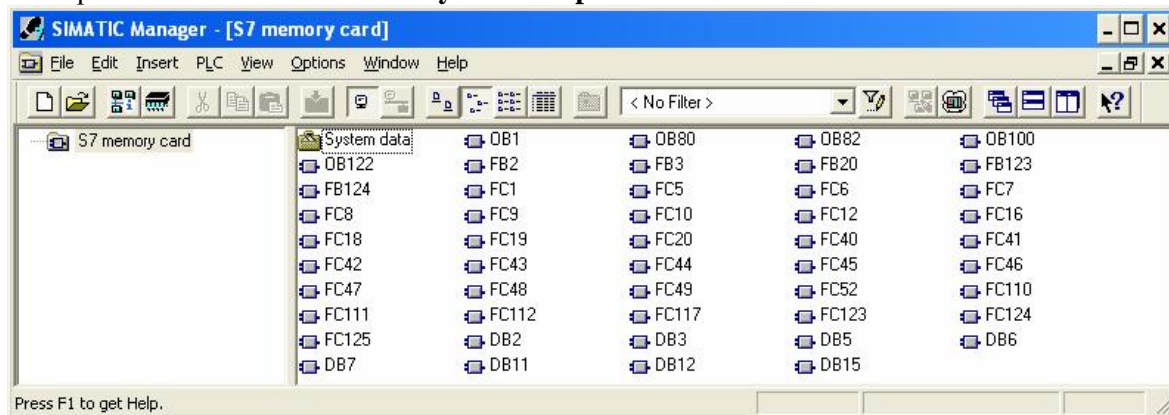 SIMATIC Manager - [S7 memory card]
File Edit Insert PLC View Options Window Help
< No Filter >
S7 memory card
System data OB1 OB80 OB82 OB100
OB122 FB2 FB3 FB20 FB123
FB124 FC1 FC5 FC6 FC7
FC8 FC9 FC10 FC12 FC16
FC18 FC19 FC20 FC40 FC41
FC42 FC43 FC44 FC45 FC46
FC47 FC48 FC49 FC52 FC110
FC111 FC112 FC117 FC123 FC124
FC125 DB2 DB3 DB5 DB6
DB7 DB11 DB12 DB15
Press F1 to get Help.